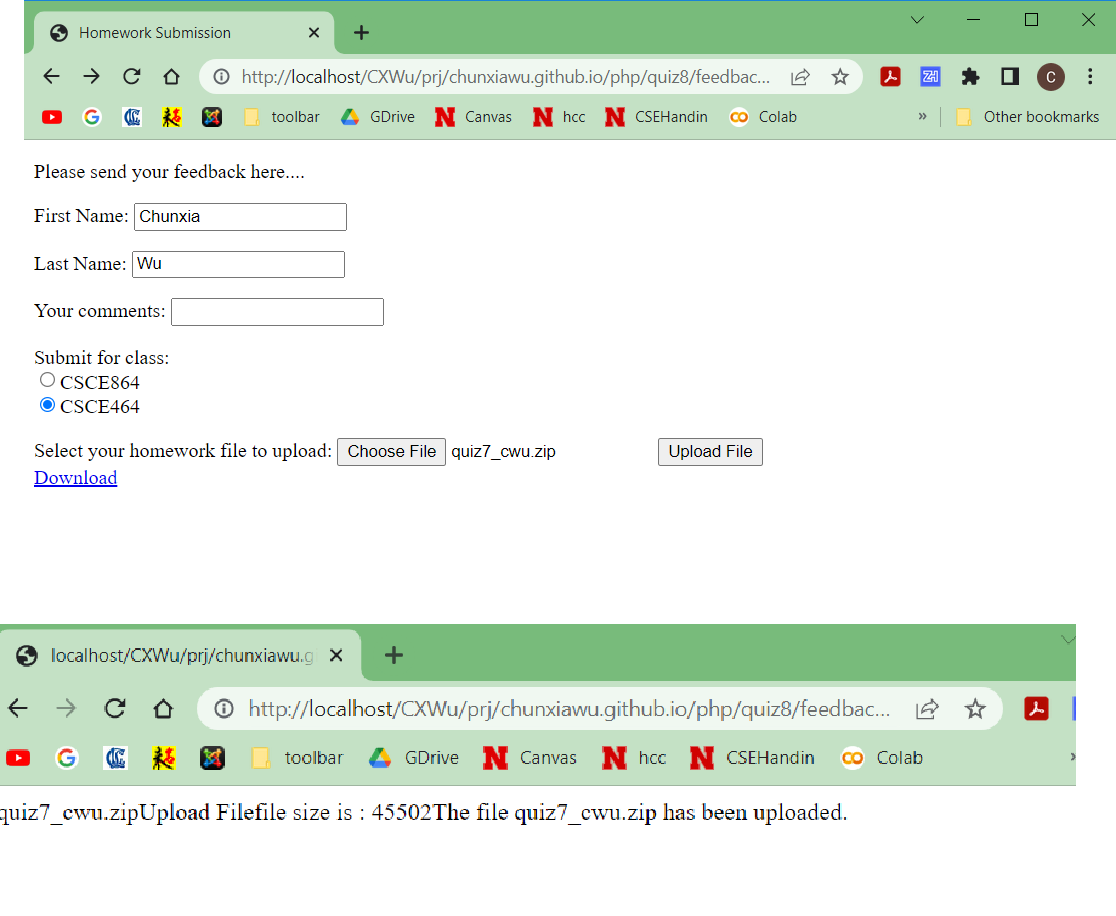 Homework Submission
http://localhost/CXWu/prj/chunxiawu.github.io/php/quiz8/feedbac...
C
toolbar GDrive Canvas hcc CSEHandin Colab » Other bookmarks
Please send your feedback here....
First Name: Chunxia
Last Name: Wu
Your comments:
Submit for class:
CSCE864
CSCE464
Select your homework file to upload: Choose File quiz7_cwu.zip Upload File
Download
localhost/CXWu/prj/chunxiawu.g
http://localhost/CXWu/prj/chunxiawu.github.io/php/quiz8/feedbac...
toolbar GDrive Canvas hcc CSEHandin Colab
quiz7_cwu.zipUpload Filefile size is : 45502The file quiz7_cwu.zip has been uploaded.